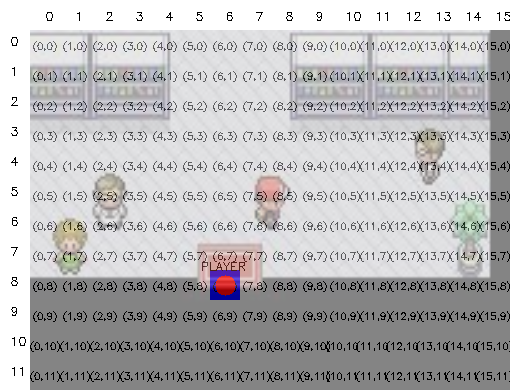 0 1 2 3 4 5 6 7 8 9 10 11 12 13 14 15
0 (0,0) (1,0) (2,0) (3,0) (4,0) (5,0) (6,0) (7,0) (8,0) (9,0) (10,0) (11,0) (12,0) (13,0) (14,0) (15,0)
1 (0,1) (1,1) (2,1) (3,1) (4,1) (5,1) (6,1) (7,1) (8,1) (9,1) (10,1) (11,1) (12,1) (13,1) (14,1) (15,1)
2 (0,2) (1,2) (2,2) (3,2) (4,2) (5,2) (6,2) (7,2) (8,2) (9,2) (10,2) (11,2) (12,2) (13,2) (14,2) (15,2)
3 (0,3) (1,3) (2,3) (3,3) (4,3) (5,3) (6,3) (7,3) (8,3) (9,3) (10,3) (11,3) (12,3) (13,3) (14,3) (15,3)
4 (0,4) (1,4) (2,4) (3,4) (4,4) (5,4) (6,4) (7,4) (8,4) (9,4) (10,4) (11,4) (12,4) (13,4) (14,4) (15,4)
5 (0,5) (1,5) (2,5) (3,5) (4,5) (5,5) (6,5) (7,5) (8,5) (9,5) (10,5) (11,5) (12,5) (13,5) (14,5) (15,5)
6 (0,6) (1,6) (2,6) (3,6) (4,6) (5,6) (6,6) (7,6) (8,6) (9,6) (10,6) (11,6) (12,6) (13,6) (14,6) (15,6)
7 (0,7) (1,7) (2,7) (3,7) (4,7) (5,7) (6,7) (7,7) (8,7) (9,7) (10,7) (11,7) (12,7) (13,7) (14,7) (15,7)
PLAYER
8 (0,8) (1,8) (2,8) (3,8) (4,8) (5,8) (7,8) (8,8) (9,8) (10,8) (11,8) (12,8) (13,8) (14,8) (15,8)
9 (0,9) (1,9) (2,9) (3,9) (4,9) (5,9) (6,9) (7,9) (8,9) (9,9) (10,9) (11,9) (12,9) (13,9) (14,9) (15,9)
10 (0,10) (1,10) (2,10) (3,10) (4,10) (5,10) (6,10) (7,10) (8,10) (9,10) (10,10) (11,10) (12,10) (13,10) (14,10) (15,10
11 (0,11) (1,11) (2,11) (3,11) (4,11) (5,11) (6,11) (7,11) (8,11) (9,11) (10,11) (11,11) (12,11) (13,11) (14,11) (15,11